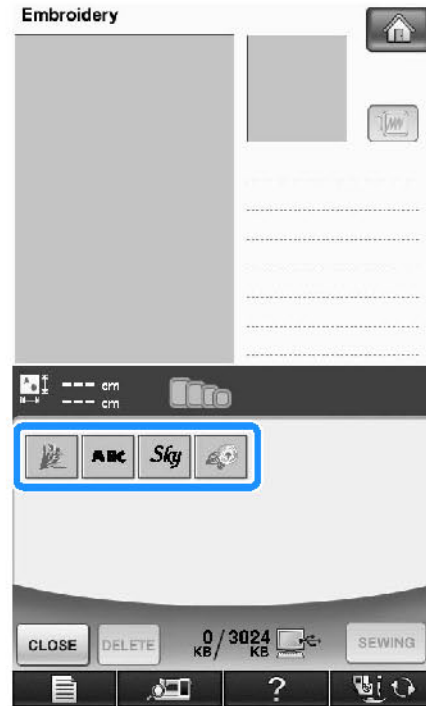 Embroidery
--- cm
--- cm
ABC Sky
CLOSE DELETE 0 KB / 3024 KB SEWING
?